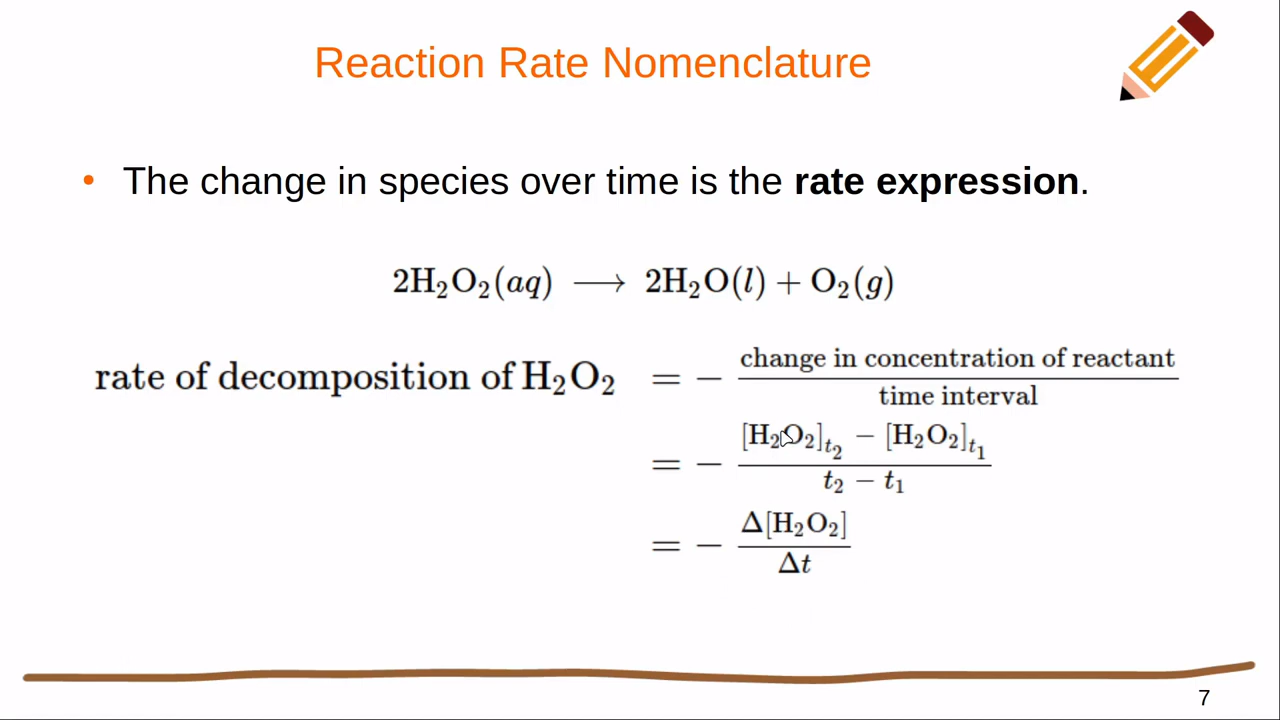 Reaction Rate Nomenclature
• The change in species over time is the rate expression.
2H₂O₂(aq) ⟶ 2H₂O(l) + O₂(g)
rate of decomposition of H₂O₂ = − change in concentration of reactant / time interval
= − [H₂O₂]ₜ₂ − [H₂O₂]ₜ₁ / t₂ − t₁
= − Δ[H₂O₂] / Δt
7